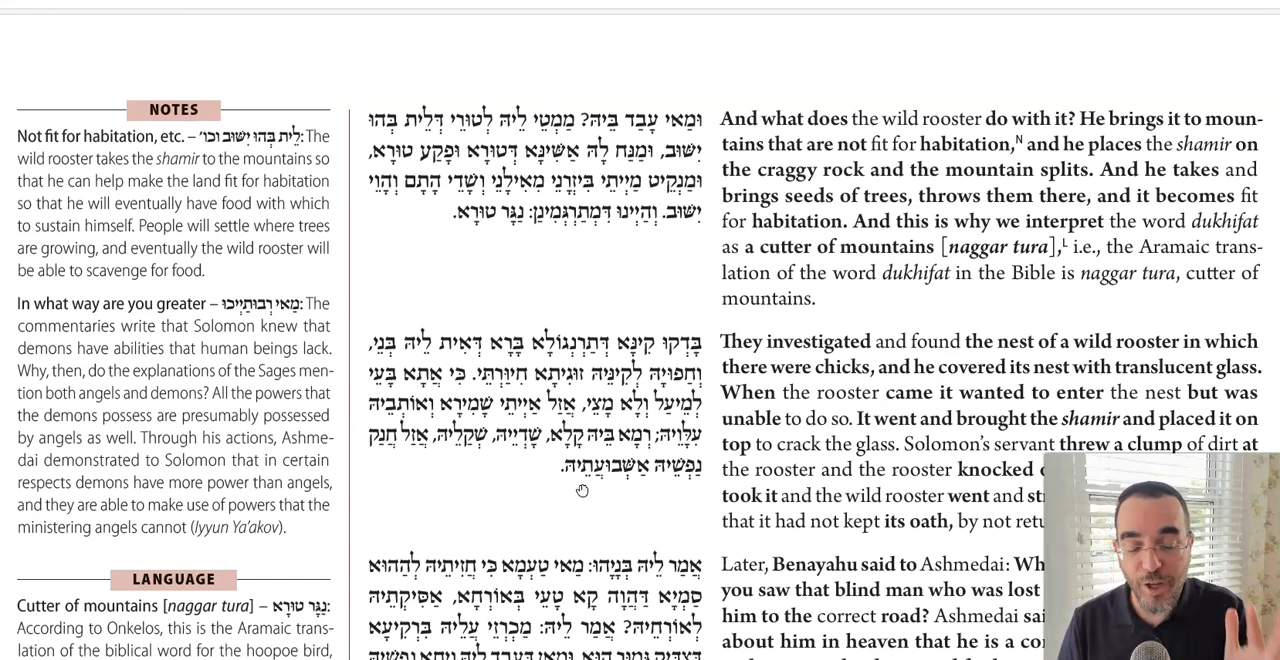 NOTES
Not fit for habitation, etc. – לֵית בְּהוּ יִשּׁוּב וכו׳: The
wild rooster takes the shamir to the mountains so
that he can help make the land fit for habitation
so that he will eventually have food with which
to sustain himself. People will settle where trees
are growing, and eventually the wild rooster will
be able to scavenge for food.
In what way are you greater – מַאי רְבוּתַיְיכוּ: The
commentaries write that Solomon knew that
demons have abilities that human beings lack.
Why, then, do the explanations of the Sages men-
tion both angels and demons? All the powers that
the demons possess are presumably possessed
by angels as well. Through his actions, Ashme-
dai demonstrated to Solomon that in certain
respects demons have more power than angels,
and they are able to make use of powers that the
ministering angels cannot (Iyyun Ya'akov).
LANGUAGE
Cutter of mountains [naggar tura] – נַגַּר טוּרָא:
According to Onkelos, this is the Aramaic trans-
lation of the biblical word for the hoopoe bird,
וּמַאי עָבֵד בֵּיהּ? מַמְטֵי לֵיהּ לְטוּרֵי דְּלֵית בְּהוּ
יִשּׁוּב, וּמַנַּח לָהּ אַשִּׁינָּא דְּטוּרָא וּפָקַע טוּרָא,
וּמַנְקֵיט מַיְיתֵי בִּיזְרָנֵי מֵאִילָנֵי וְשָׁדֵי הָתָם וְהָוֵי
יִשּׁוּב. וְהַיְינוּ דִּמְתַרְגְּמִינַן: נַגַּר טוּרָא.
בָּדְקוּ קִינָּא דְּתַרְנְגוֹלָא בָּרָא דְּאִית לֵיהּ בְּנֵי,
וְחַפּוּיֵהּ לְקִינֵּיהּ זוּגִיתָא חִיוָּרְתִּי. כִּי אֲתָא בָּעֵי
לְמֵיעַל וְלָא מָצֵי, אֲזַל אַיְיתִי שָׁמִירָא וְאוֹתְבֵיהּ
עִלָּוֵיהּ; רְמָא בֵּיהּ קָלָא, שַׁדְיֵיהּ, שַׁקְלֵיהּ, אֲזַל חֲנַק
נַפְשֵׁיהּ אַשְּׁבוּעֲתֵיהּ.
אֲמַר לֵיהּ בְּנָיָהוּ: מַאי טַעְמָא כִּי חֲזִיתֵיהּ לְהַהוּא
סַמְיָא דַּהֲוָה קָא טָעֵי בְּאוֹרְחָא, אַסִּיקְתֵּיהּ
לְאוֹרְחֵיהּ? אֲמַר לֵיהּ: מַכְרְזֵי עֲלֵיהּ בִּרְקִיעָא
And what does the wild rooster do with it? He brings it to moun-
tains that are not fit for habitation,N and he places the shamir on
the craggy rock and the mountain splits. And he takes and
brings seeds of trees, throws them there, and it becomes fit
for habitation. And this is why we interpret the word dukhifat
as a cutter of mountains [naggar tura],L i.e., the Aramaic trans-
lation of the word dukhifat in the Bible is naggar tura, cutter of
mountains.
They investigated and found the nest of a wild rooster in which
there were chicks, and he covered its nest with translucent glass.
When the rooster came it wanted to enter the nest but was
unable to do so. It went and brought the shamir and placed it on
top to crack the glass. Solomon's servant threw a clump of dirt at
the rooster and the rooster knocked
took it and the wild rooster went and
that it had not kept its oath, by not
Later, Benayahu said to Ashmedai:
you saw that blind man who was lost
him to the correct road? Ashmedai
about him in heaven that he is a